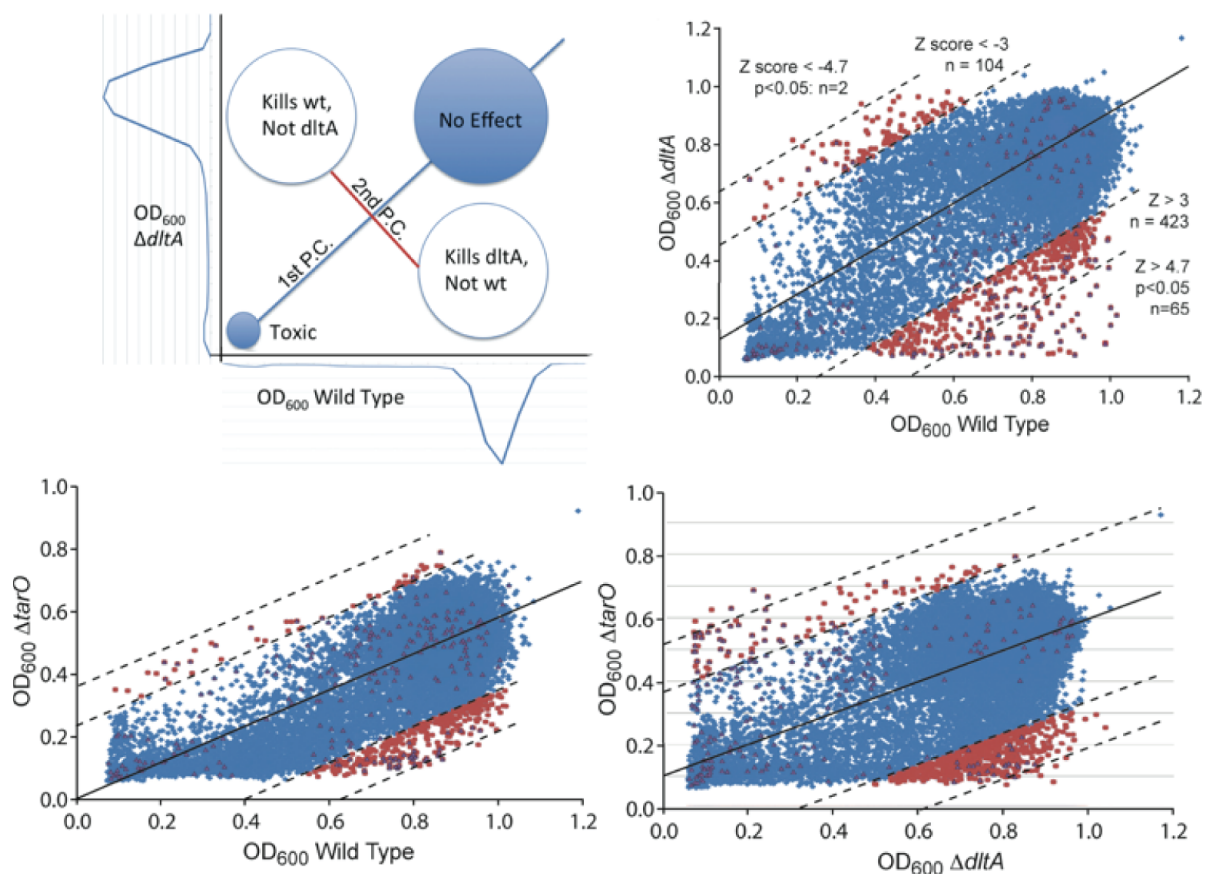 OD600
ΔdltA
Kills wt,
Not dltA
No Effect
2nd P.C.
1st P.C.
Kills dltA,
Not wt
Toxic
OD600 Wild Type
1.2
1.0
0.8
0.6
0.4
0.2
0.0
OD600 ΔdltA
Z score < -4.7
p<0.05: n=2
Z score < -3
n = 104
Z > 3
n = 423
Z > 4.7
p<0.05
n=65
0.0 0.2 0.4 0.6 0.8 1.0 1.2
OD600 Wild Type
1.0
0.8
0.6
0.4
0.2
0.0
OD600 ΔtarO
0.0 0.2 0.4 0.6 0.8 1.0 1.2
OD600 Wild Type
1.0
0.8
0.6
0.4
0.2
0.0
OD600 ΔtarO
0.0 0.2 0.4 0.6 0.8 1.0 1.2
OD600 ΔdltA